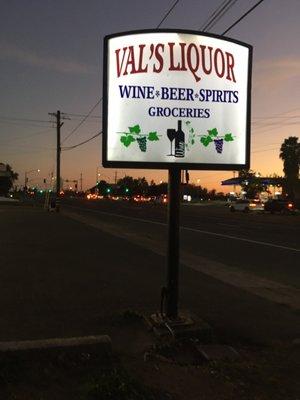 VAL'S LIQUOR
WINE*BEER*SPIRITS
GROCERIES